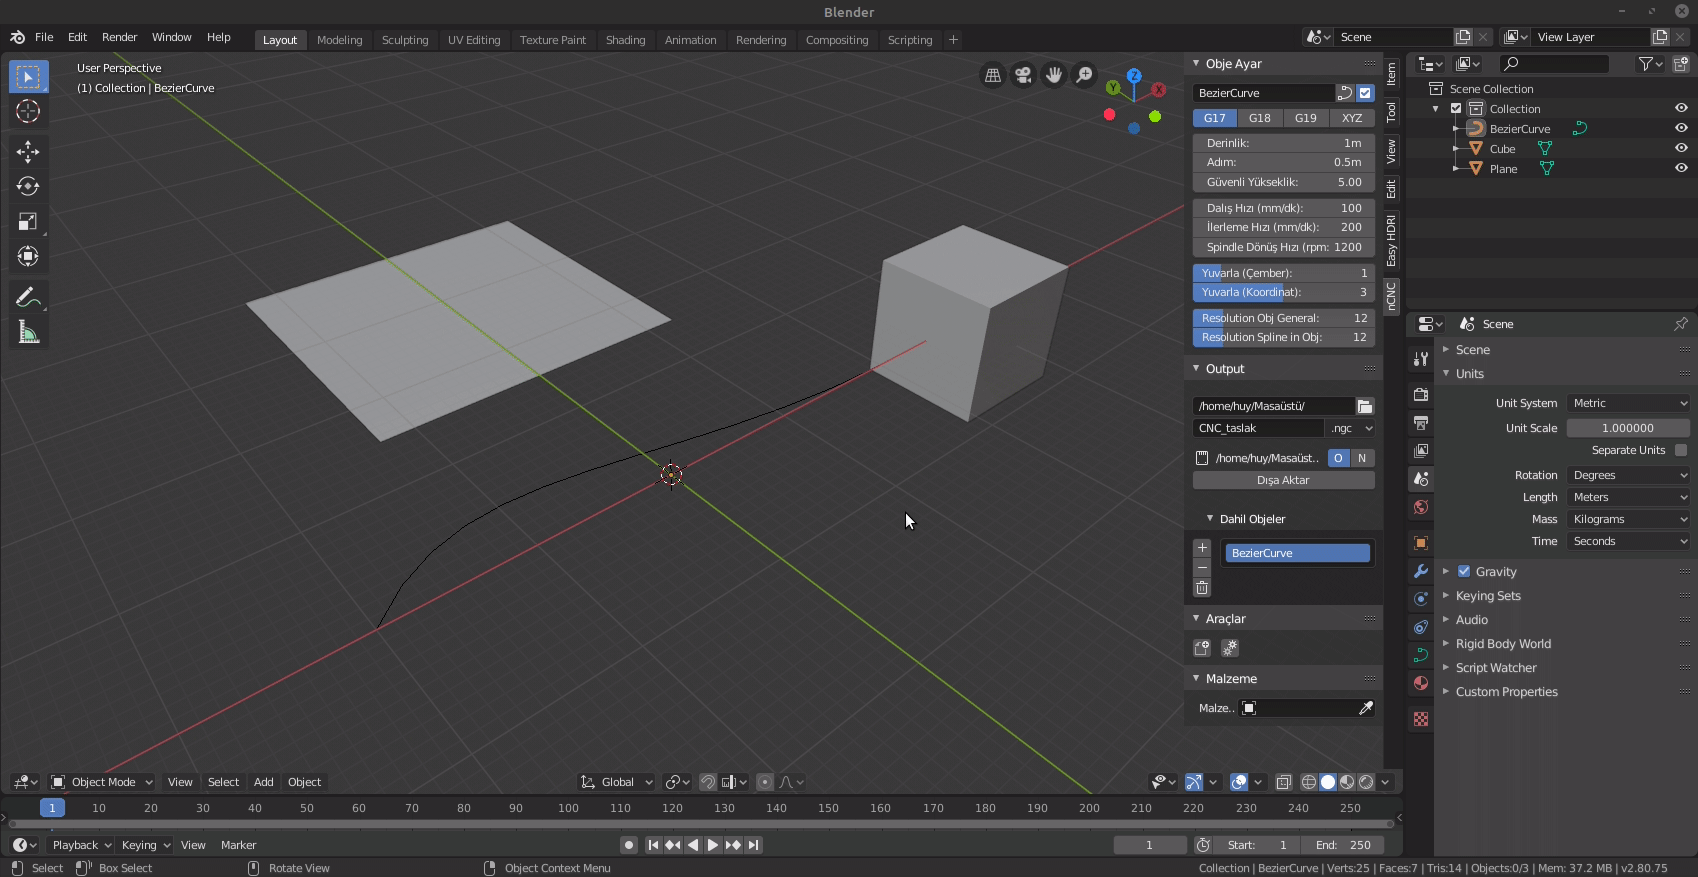 Blender
File Edit Render Window Help Layout Modeling Sculpting UV Editing Texture Paint Shading Animation Rendering Compositing Scripting + Scene View Layer
User Perspective
(1) Collection | BezierCurve
Z
Y
X
Obje Ayar
BezierCurve
G17 G18 G19 XYZ
Derinlik: 1m
Adım: 0.5m
Güvenli Yükseklik: 5.00
Dalış Hızı (mm/dk): 100
İlerleme Hızı (mm/dk): 200
Spindle Dönüş Hızı (rpm: 1200
Yuvarla (Çember): 1
Yuvarla (Koordinat): 3
Resolution Obj General: 12
Resolution Spline in Obj: 12
Output
/home/huy/Masaüstü/
CNC_taslak .ngc
/home/huy/Masaüst.. O N
Dışa Aktar
Dahil Objeler
BezierCurve
Araçlar
Malzeme
Malze..
Item
Tool
View
Edit
Easy HDRI
nCNC
Scene Collection
Collection
BezierCurve
Cube
Plane
Scene
Scene
Units
Unit System Metric
Unit Scale 1.000000
Separate Units
Rotation Degrees
Length Meters
Mass Kilograms
Time Seconds
Gravity
Keying Sets
Audio
Rigid Body World
Script Watcher
Custom Properties
Object Mode View Select Add Object Global
1 10 20 30 40 50 60 70 80 90 100 110 120 130 140 150 160 170 180 190 200 210 220 230 240 250
Playback Keying View Marker 1 Start: 1 End: 250
Select Box Select Rotate View Object Context Menu Collection | BezierCurve | Verts:25 | Faces:7 | Tris:14 | Objects:0/3 | Mem: 37.2 MB | v2.80.75